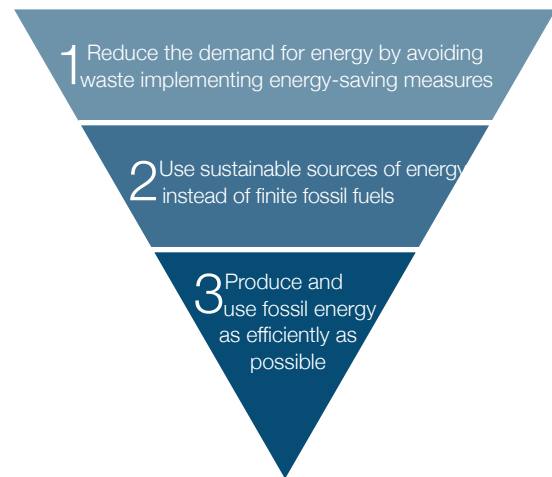 1 Reduce the demand for energy by avoiding
waste implementing energy-saving measures
2 Use sustainable sources of energy
instead of finite fossil fuels
3 Produce and
use fossil energy
as efficiently as
possible